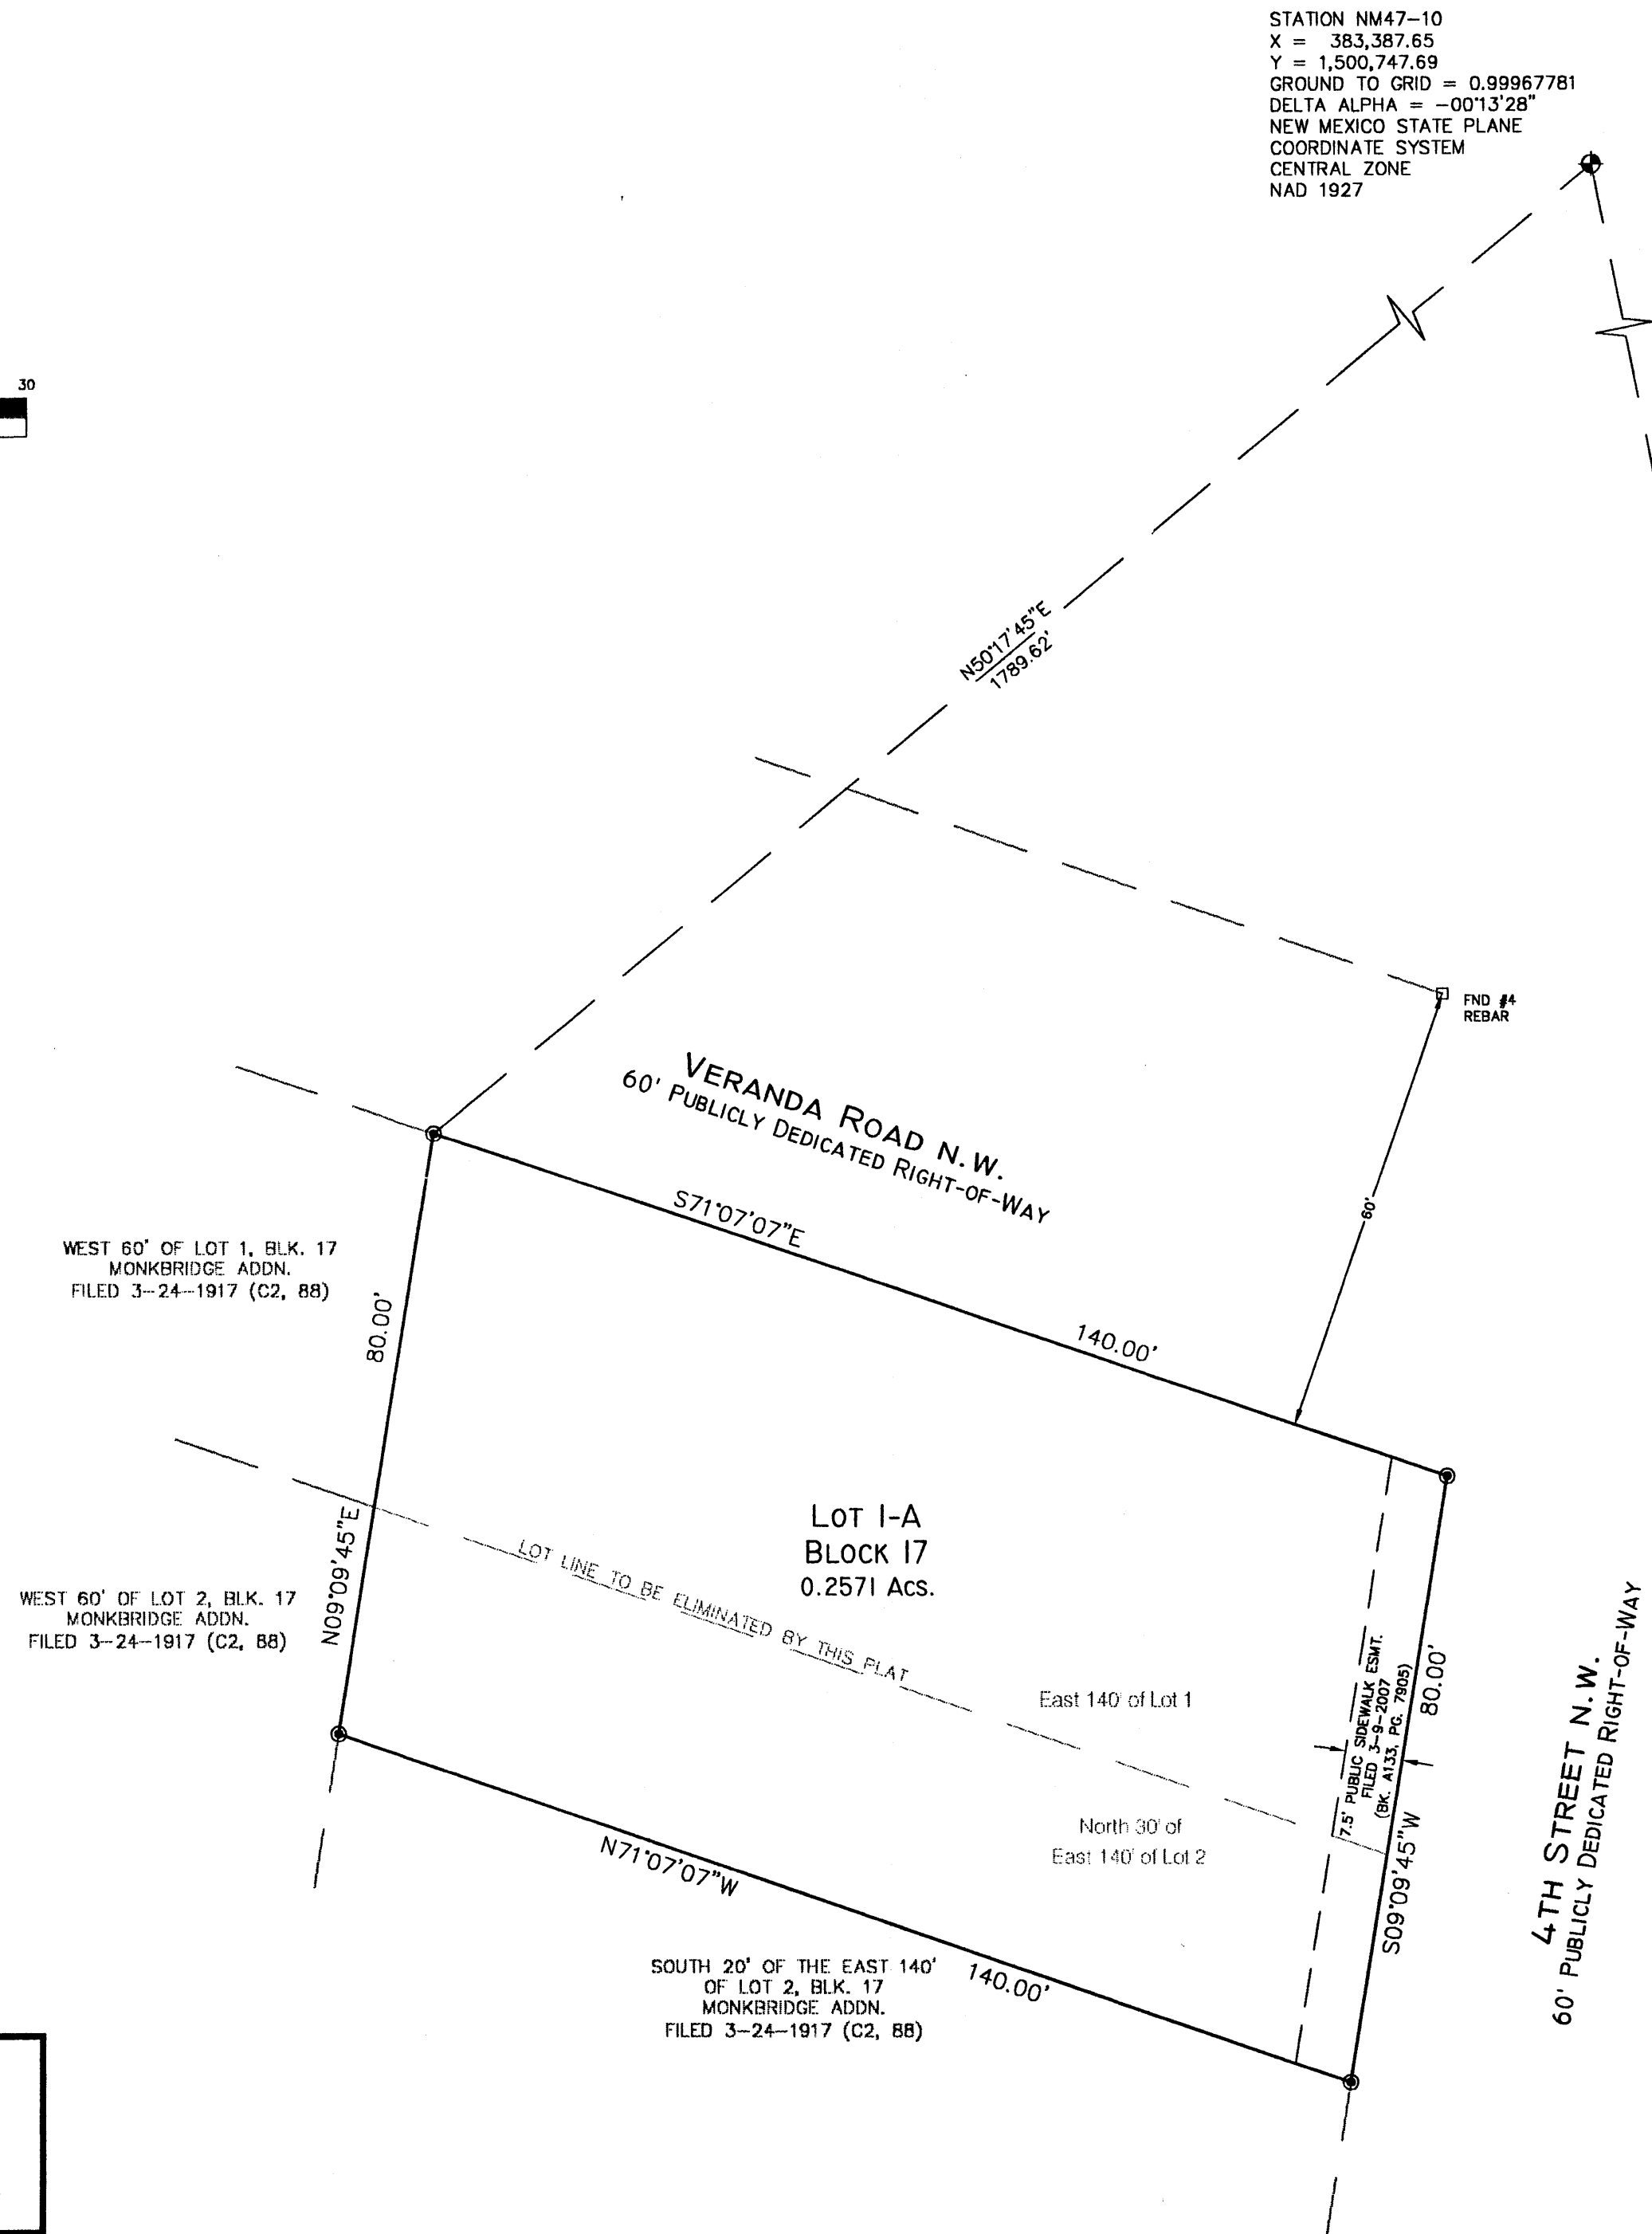 STATION NM47-10
X = 383,387.65
Y = 1,500,747.69
GROUND TO GRID = 0.99967781
DELTA ALPHA = -00°13'28"
NEW MEXICO STATE PLANE
COORDINATE SYSTEM
CENTRAL ZONE
NAD 1927
30
N50°17'45"E
1789.62'
FND #4
REBAR
VERANDA ROAD N.W.
60' PUBLICLY DEDICATED RIGHT-OF-WAY
60'
S71°07'07"E
140.00'
WEST 60' OF LOT 1, BLK. 17
MONKBRIDGE ADDN.
FILED 3-24-1917 (C2, 88)
80.00'
N09°09'45"E
LOT 1-A
BLOCK 17
0.2571 ACS.
LOT LINE TO BE ELIMINATED BY THIS PLAT
WEST 60' OF LOT 2, BLK. 17
MONKBRIDGE ADDN.
FILED 3-24-1917 (C2, 88)
East 140' of Lot 1
North 30' of
East 140' of Lot 2
7.5' PUBLIC SIDEWALK ESMT.
FILED 3-9-2007
(BK. A133, PG. 7905)
80.00'
S09°09'45"W
4TH STREET N.W.
60' PUBLICLY DEDICATED RIGHT-OF-WAY
N71°07'07"W
140.00'
SOUTH 20' OF THE EAST 140'
OF LOT 2, BLK. 17
MONKBRIDGE ADDN.
FILED 3-24-1917 (C2, 88)